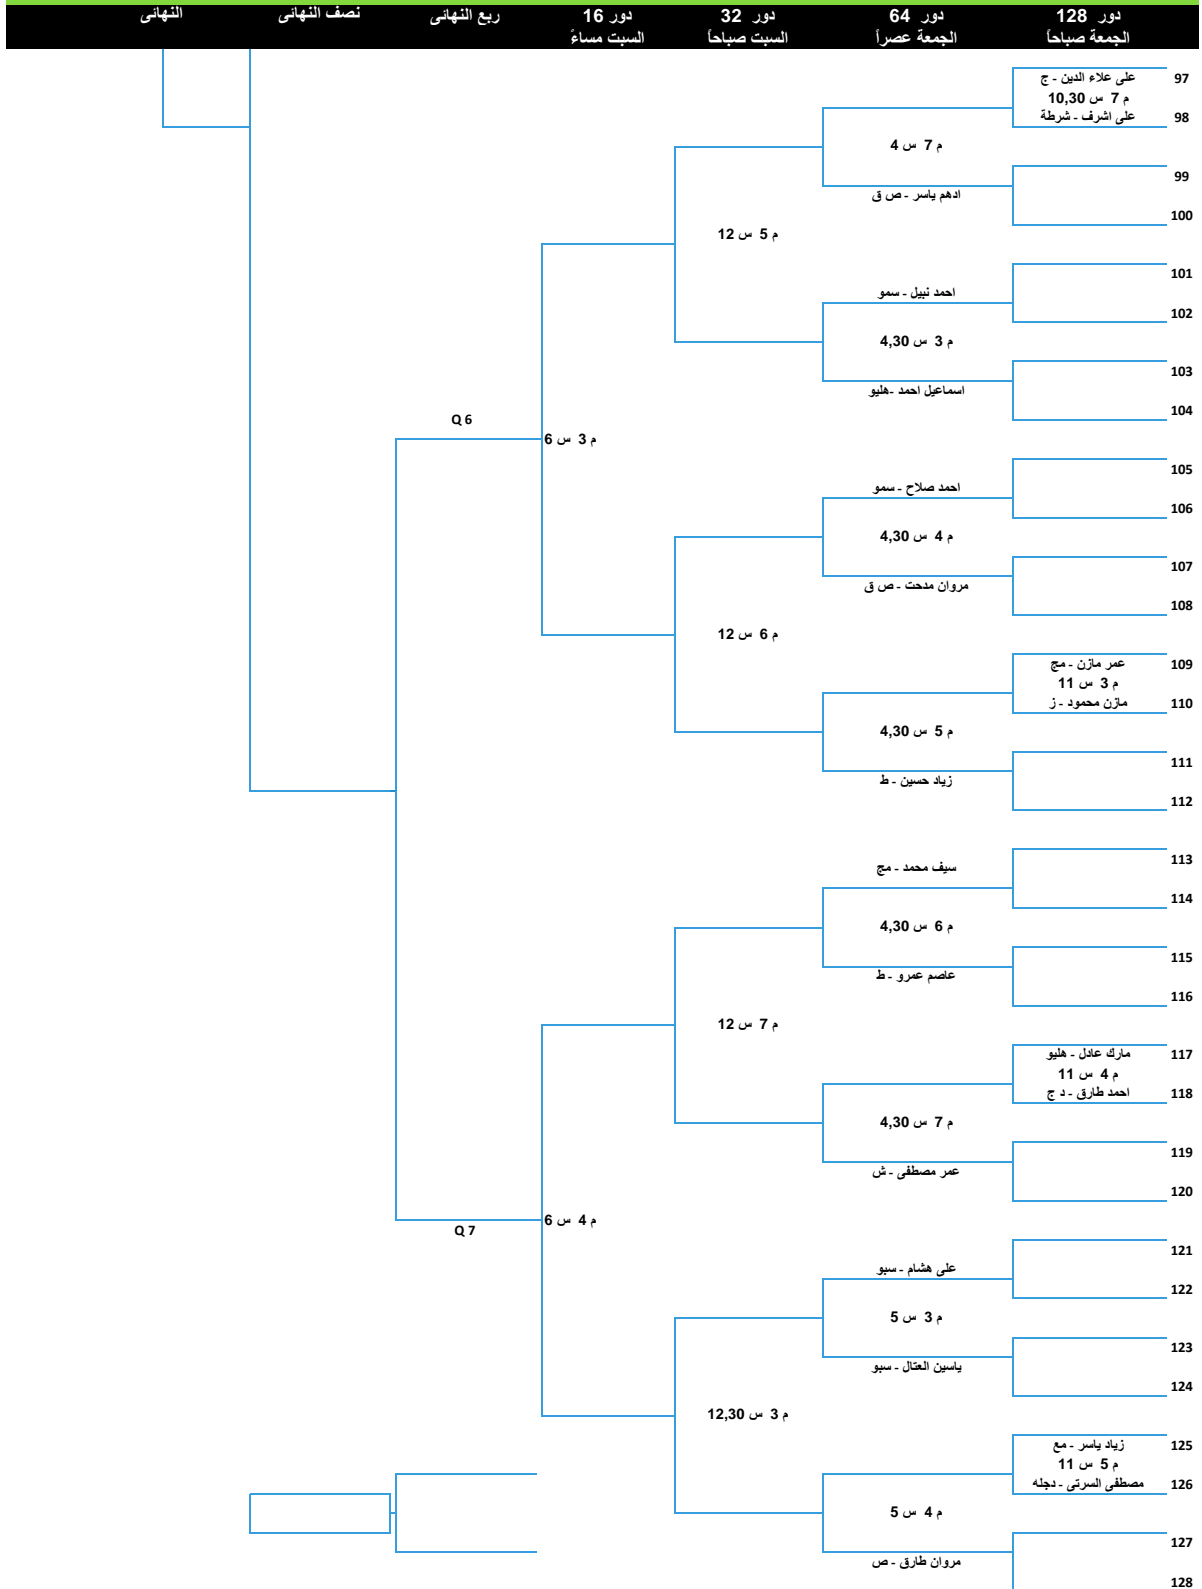 دور 128 دور 64 دور 32 دور 16 ربع النهائى نصف النهائى النهائى
الجمعة صباحاً الجمعة عصراً السبت صباحاً السبت مساءً
97 على علاء الدين - ج
م 7 س 10,30
98 على اشرف - شرطة
م 7 س 4
99
ادهم ياسر - ص ق
100
م 5 س 12
101
احمد نبيل - سمو
102
م 3 س 4,30
103
اسماعيل احمد -هليو
104
Q 6
م 3 س 6
105
احمد صلاح - سمو
106
م 4 س 4,30
107
مروان مدحت - ص ق
108
م 6 س 12
109 عمر مازن - مج
م 3 س 11
110 مازن محمود - ز
م 5 س 4,30
111
زياد حسين - ط
112
113
سيف محمد - مج
114
م 6 س 4,30
115
عاصم عمرو - ط
116
م 7 س 12
117 مارك عادل - هليو
م 4 س 11
118 احمد طارق - د ج
م 7 س 4,30
119
عمر مصطفى - ش
120
م 4 س 6
Q 7
121
على هشام - سبو
122
م 3 س 5
123
ياسين العتال - سبو
124
م 3 س 12,30
125 زياد ياسر - مع
م 5 س 11
126 مصطفى السرتى - دجله
م 4 س 5
127
مروان طارق - ص
128